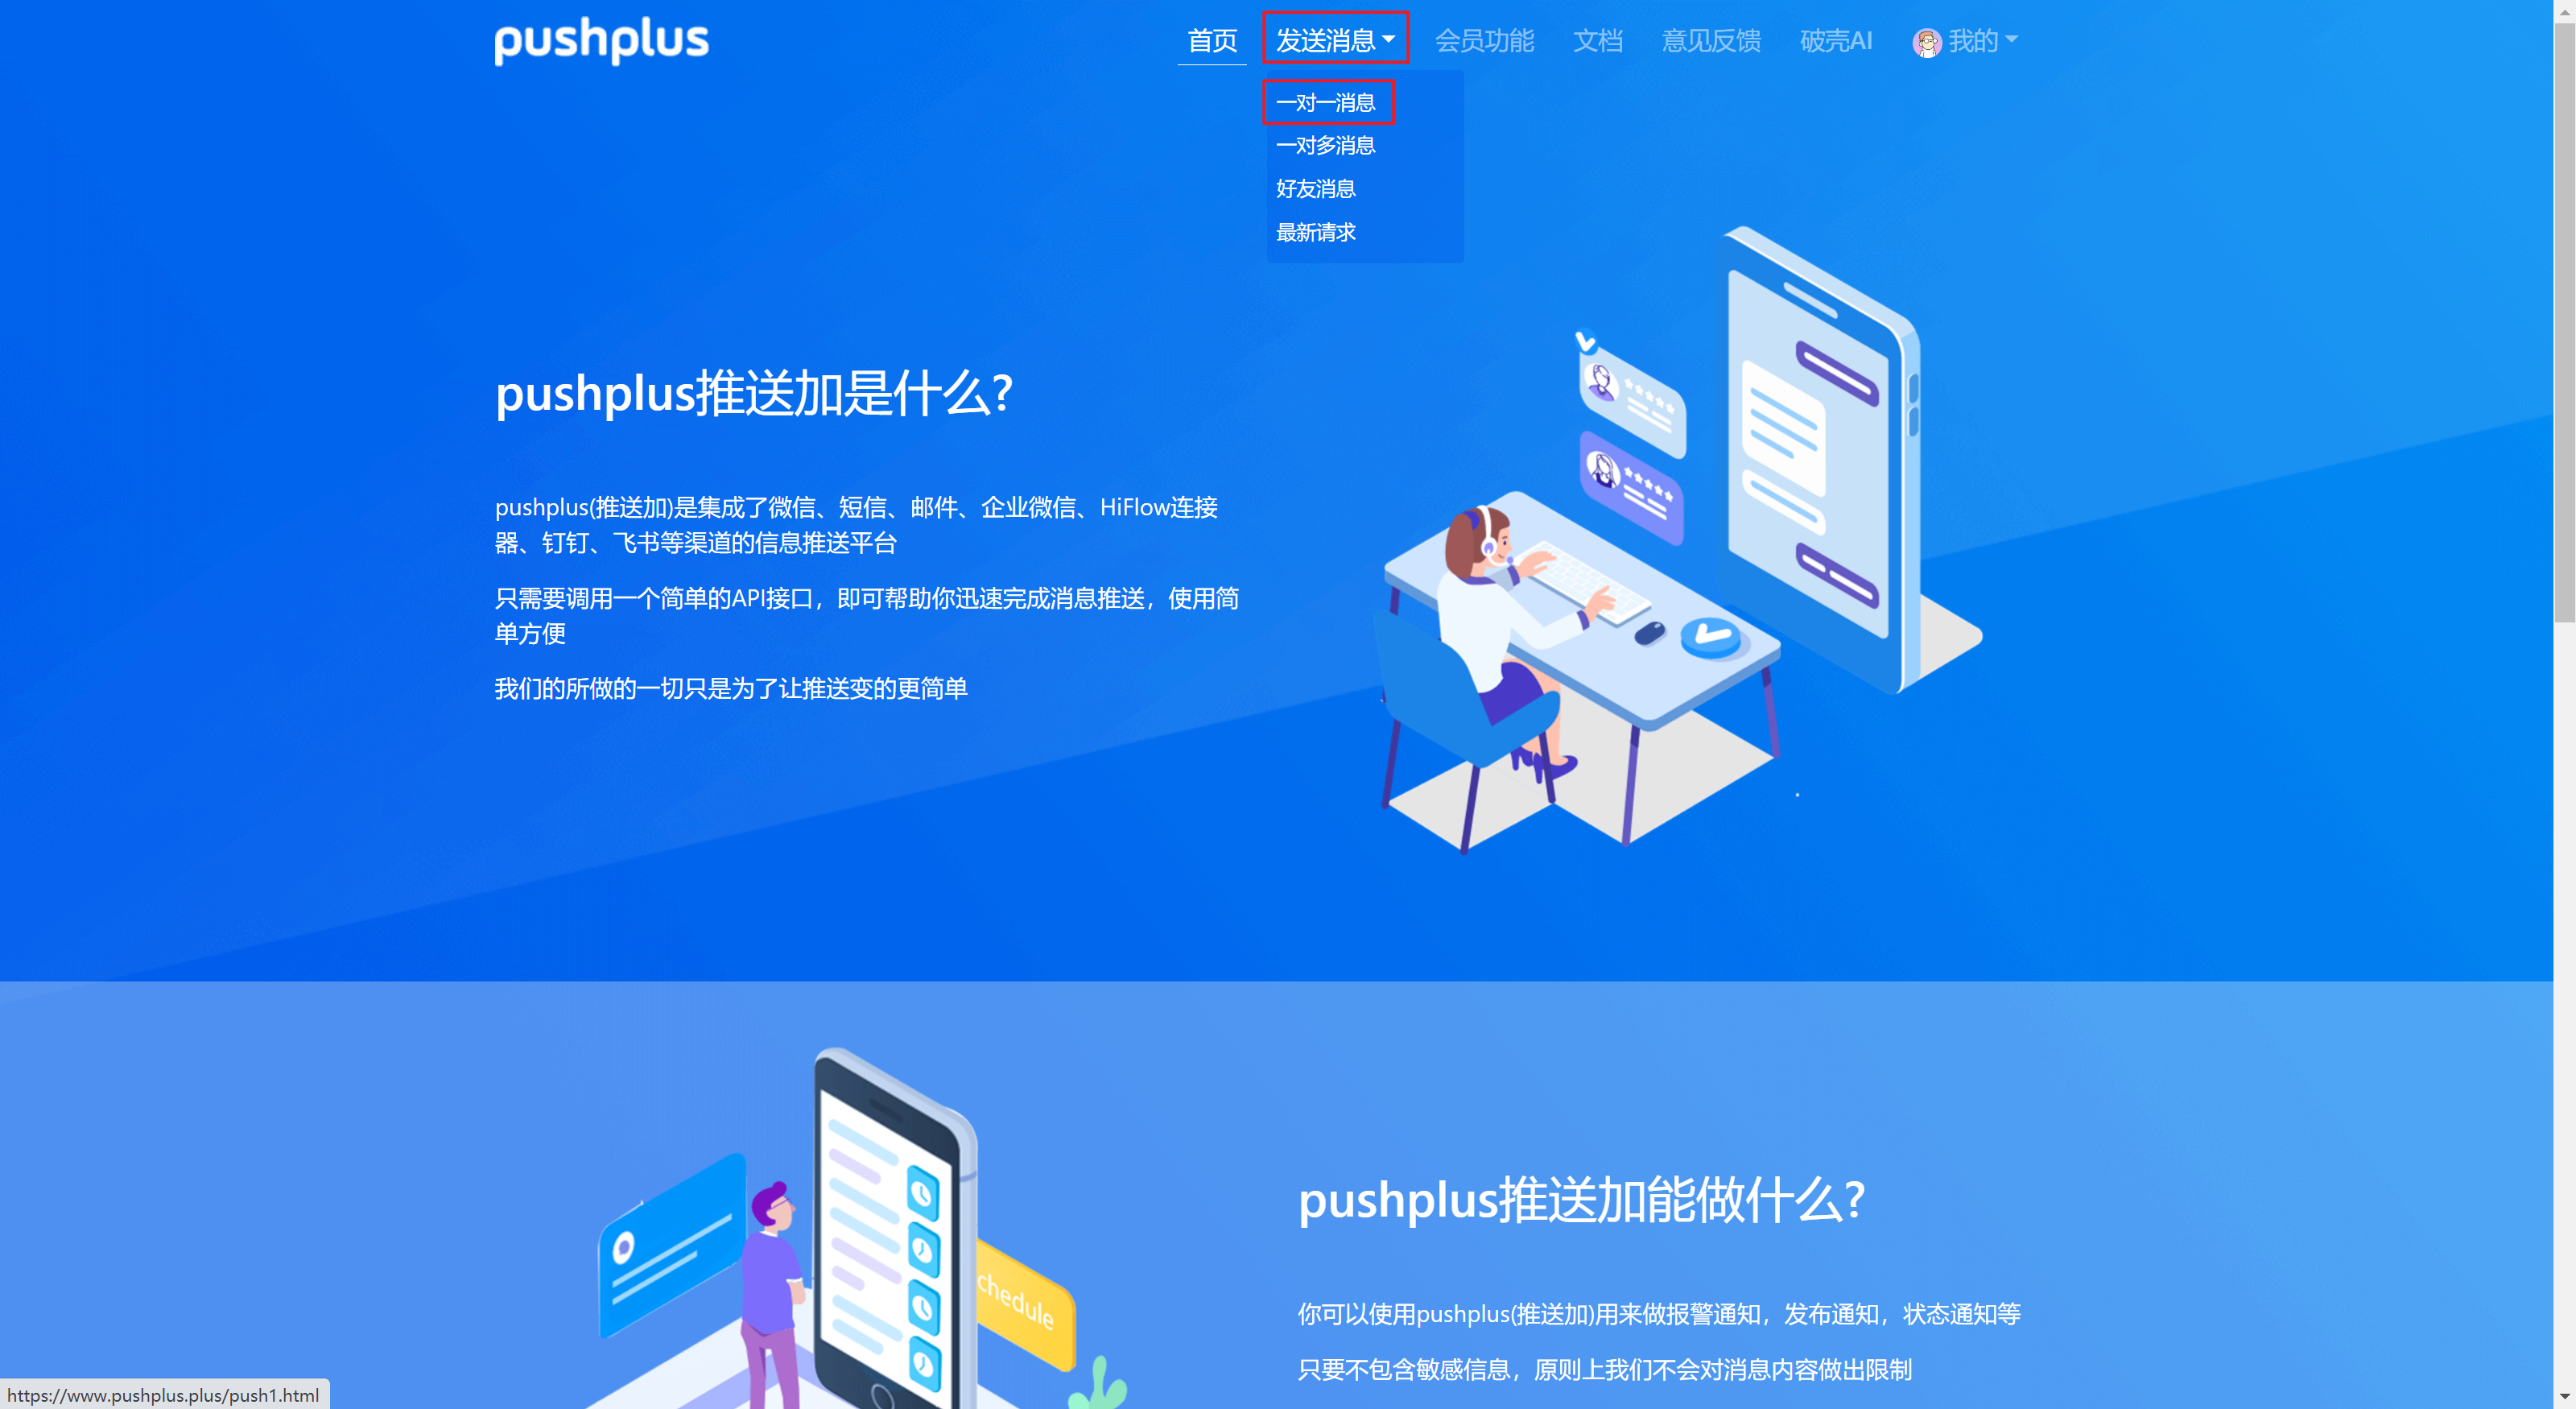 pushplus
首页
发送消息
会员功能
文档
意见反馈
破壳AI
我的
一对一消息
一对多消息
好友消息
最新请求
pushplus推送加是什么?
pushplus(推送加)是集成了微信、短信、邮件、企业微信、HiFlow连接
器、钉钉、飞书等渠道的信息推送平台
只需要调用一个简单的API接口，即可帮助你迅速完成消息推送，使用简
单方便
我们的所做的一切只是为了让推送变的更简单
chedule
pushplus推送加能做什么?
你可以使用pushplus(推送加)用来做报警通知，发布通知，状态通知等
只要不包含敏感信息，原则上我们不会对消息内容做出限制
https://www.pushplus.plus/push1.html